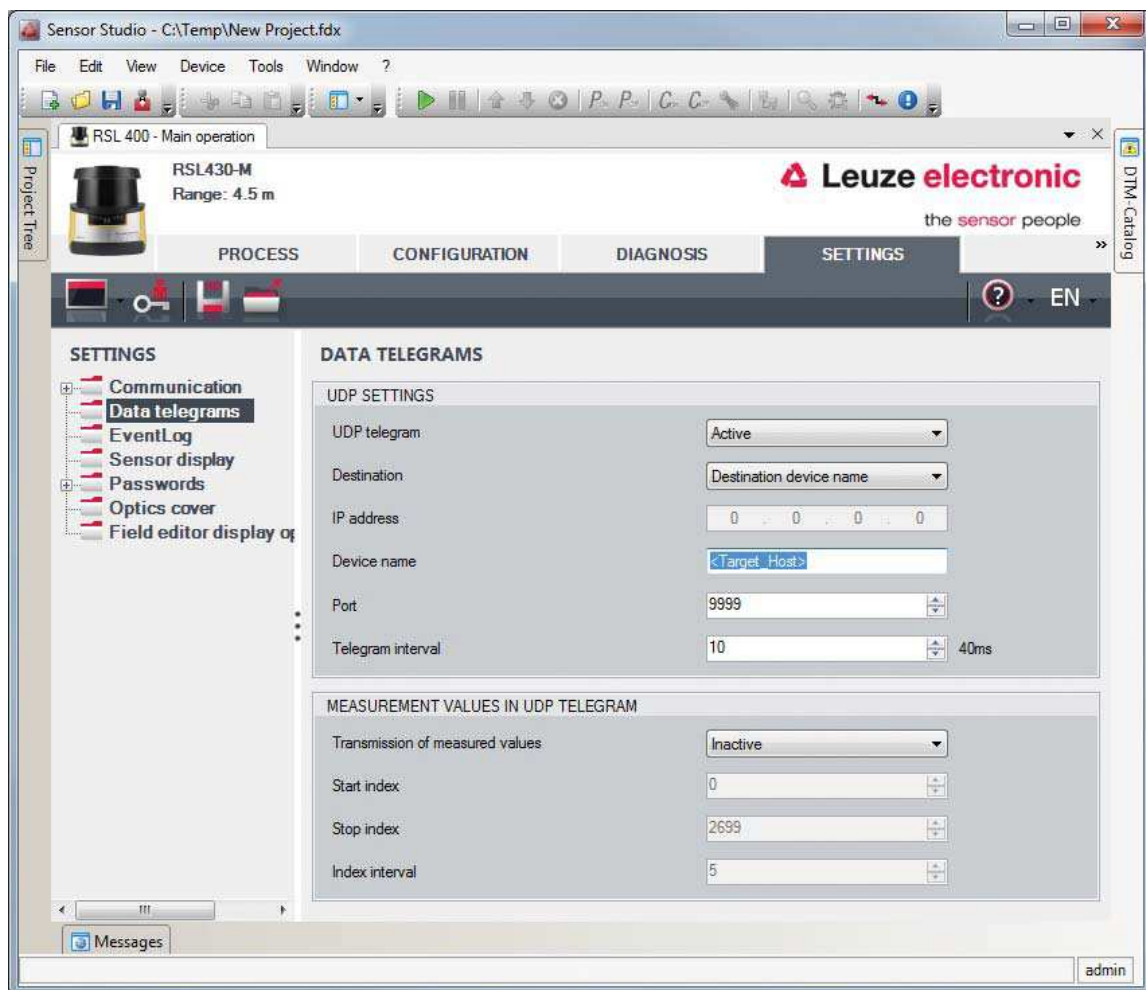 Sensor Studio - C:\Temp\New Project.fdx
File Edit View Device Tools Window ?
RSL 400 - Main operation
Project Tree
DTM-Catalog
RSL430-M
Range: 4.5 m
Leuze electronic
the sensor people
PROCESS CONFIGURATION DIAGNOSIS SETTINGS
EN
SETTINGS
Communication
Data telegrams
EventLog
Sensor display
Passwords
Optics cover
Field editor display op
DATA TELEGRAMS
UDP SETTINGS
UDP telegram Active
Destination Destination device name
IP address 0 . 0 . 0 . 0
Device name <Target_Host>
Port 9999
Telegram interval 10 40ms
MEASUREMENT VALUES IN UDP TELEGRAM
Transmission of measured values Inactive
Start index 0
Stop index 2699
Index interval 5
Messages
admin